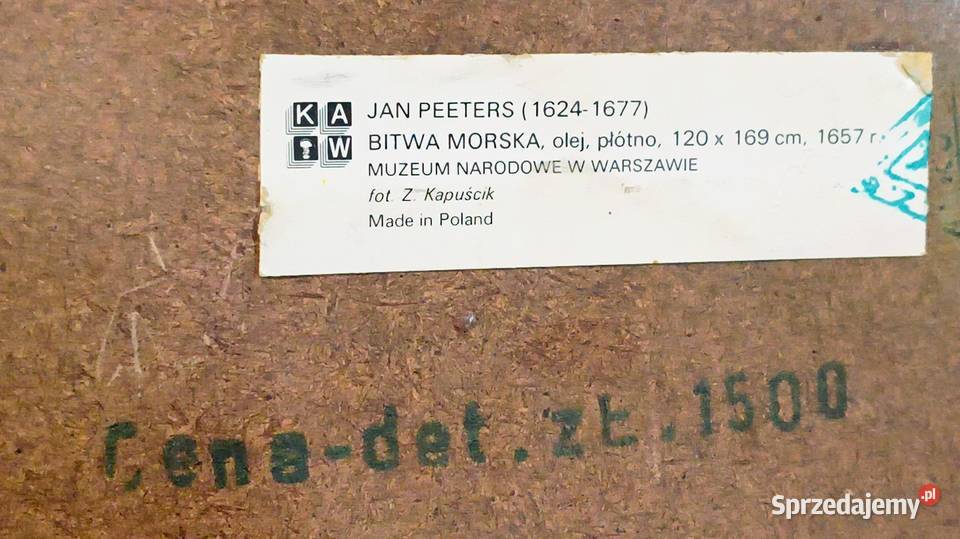 KAW
JAN PEETERS (1624-1677)
BITWA MORSKA, olej, płótno, 120 x 169 cm, 1657 r.
MUZEUM NARODOWE W WARSZAWIE
fot. Z. Kapuścik
Made in Poland
Cena-det.zł.1500
Sprzedajemy.pl